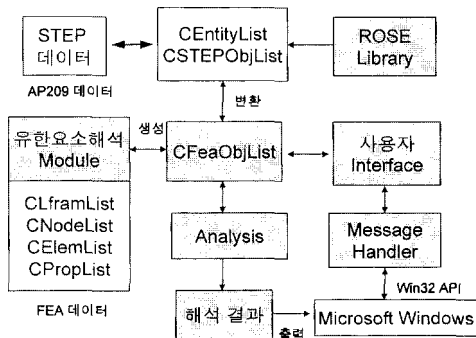 STEP
데이터
AP209 데이터
CEntityList
CSTEPObjList
ROSE
Library
변환
유한요소해석
Module
생성
CFeaObjList
사용자
Interface
CLframList
CNodeList
CElemList
CPropList
FEA 데이터
Analysis
Message
Handler
Win32 API
해석 결과
출력
Microsoft Windows